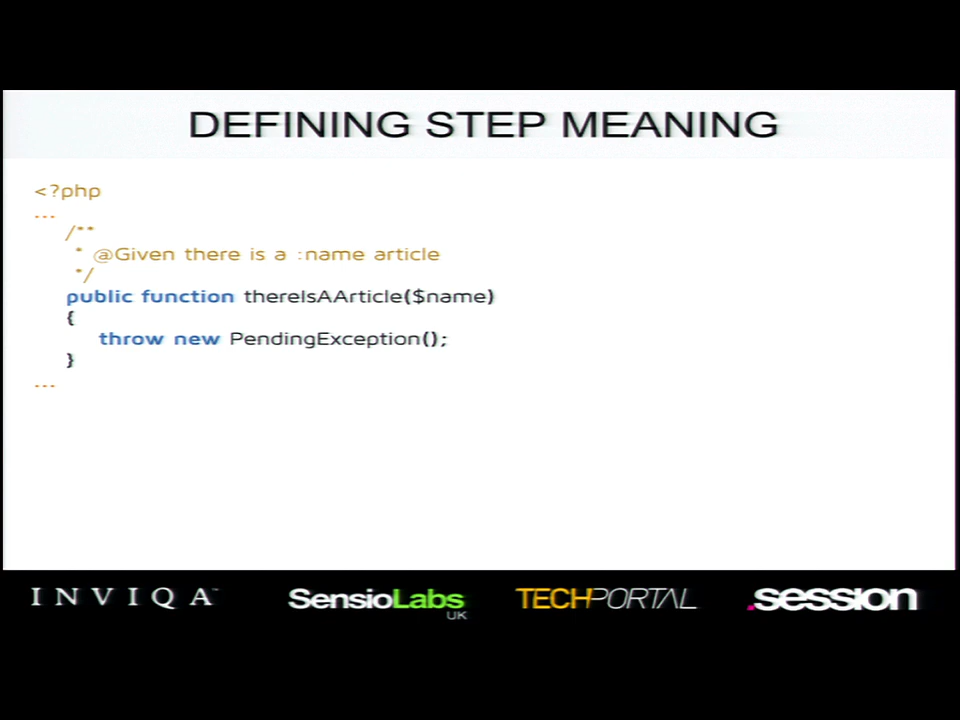 DEFINING STEP MEANING
<?php
...
/**
* @Given there is a :name article
*/
public function thereIsAArticle($name)
{
throw new PendingException();
}
...
INVIQA™
SensioLabs
UK
TECHPORTAL
.session